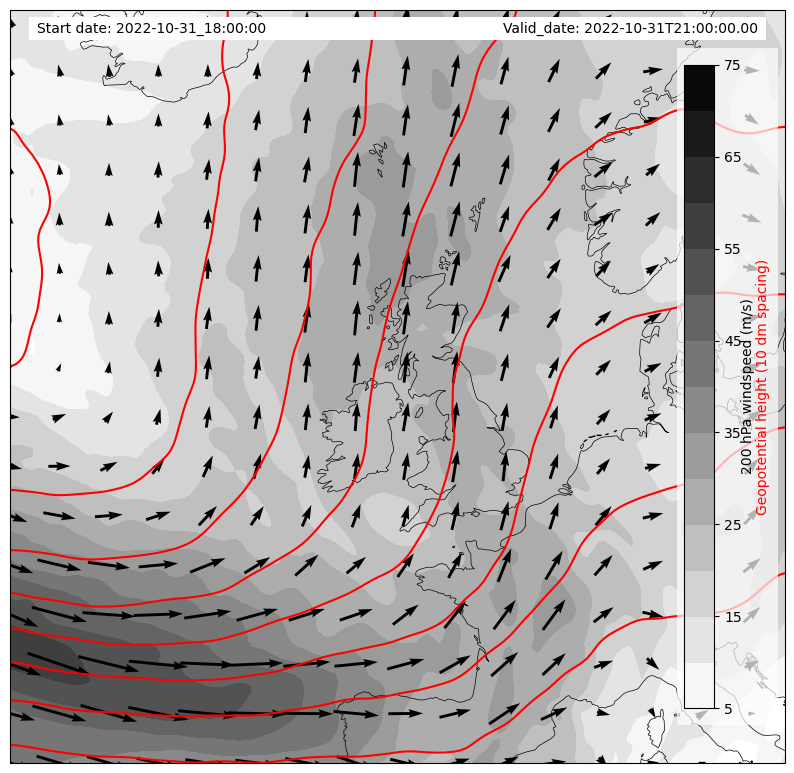 Start date: 2022-10-31_18:00:00 Valid_date: 2022-10-31T21:00:00.00
75
65
55
45
35
25
15
5
200 hPa windspeed (m/s)
Geopotential height (10 dm spacing)